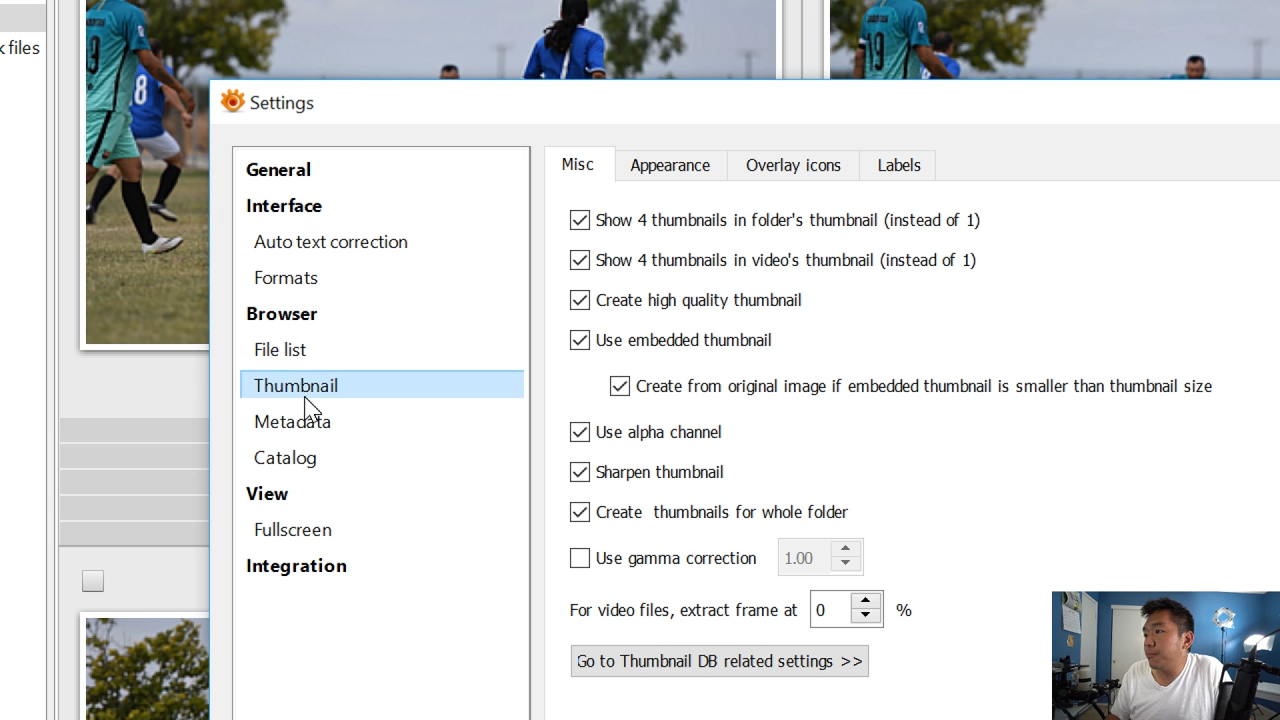 k files
19
8
19
Settings
General
Interface
Auto text correction
Formats
Browser
File list
Thumbnail
Metadata
Catalog
View
Fullscreen
Integration
Misc
Appearance
Overlay icons
Labels
Show 4 thumbnails in folder's thumbnail (instead of 1)
Show 4 thumbnails in video's thumbnail (instead of 1)
Create high quality thumbnail
Use embedded thumbnail
Create from original image if embedded thumbnail is smaller than thumbnail size
Use alpha channel
Sharpen thumbnail
Create thumbnails for whole folder
Use gamma correction 1.00
For video files, extract frame at 0 %
Go to Thumbnail DB related settings >>